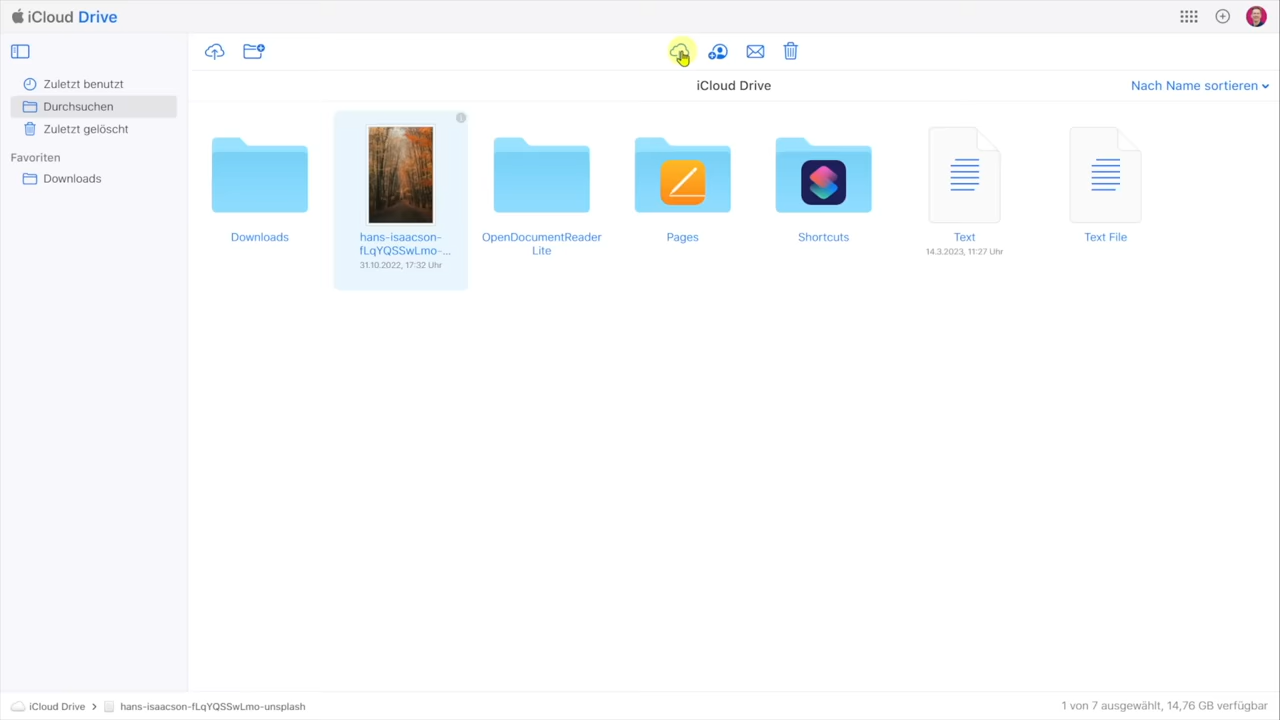 iCloud Drive
Zuletzt benutzt
Durchsuchen
Zuletzt gelöscht
Favoriten
Downloads
iCloud Drive
Nach Name sortieren
Downloads
hans-isaacson-
fLqYQSSwLmo-...
31.10.2022, 17:32 Uhr
OpenDocumentReader
Lite
Pages
Shortcuts
Text
14.3.2023, 11:27 Uhr
Text File
iCloud Drive > hans-isaacson-fLqYQSSwLmo-unsplash
1 von 7 ausgewählt, 14,76 GB verfügbar